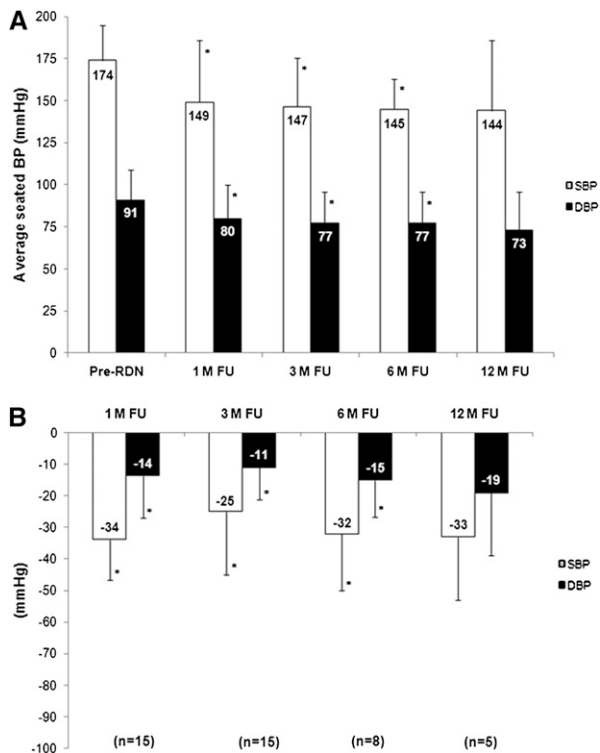 A
Average seated BP (mmHg)
200
175
150
125
100
75
50
25
0
174
91
149
*
80
*
147
*
77
*
145
*
77
*
144
73
SBP
DBP
Pre-RDN
1 M FU
3 M FU
6 M FU
12 M FU
B
1 M FU
3 M FU
6 M FU
12 M FU
(mmHg)
0
-10
-20
-30
-40
-50
-60
-70
-80
-90
-100
-34
*
-14
*
-25
*
-11
*
-32
*
-15
*
-33
-19
SBP
DBP
(n=15)
(n=15)
(n=8)
(n=5)